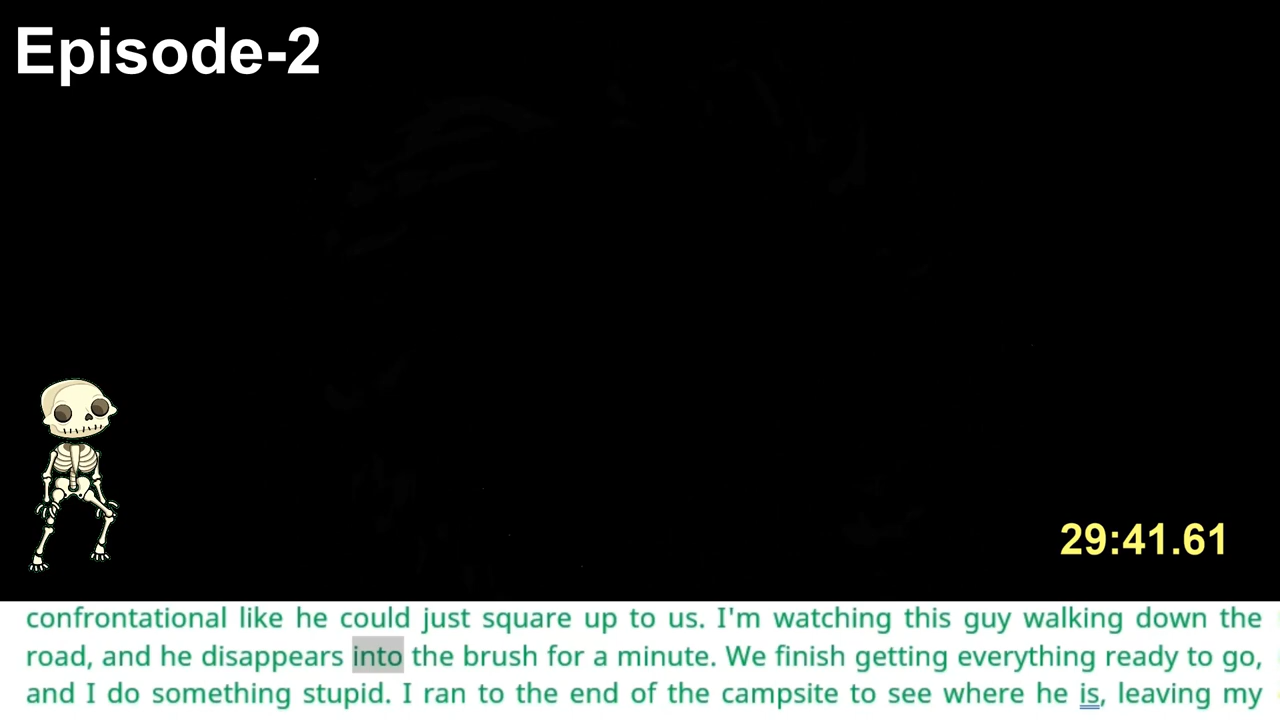 Episode-2
29:41.61
confrontational like he could just square up to us. I'm watching this guy walking down the
road, and he disappears into the brush for a minute. We finish getting everything ready to go,
and I do something stupid. I ran to the end of the campsite to see where he is, leaving my